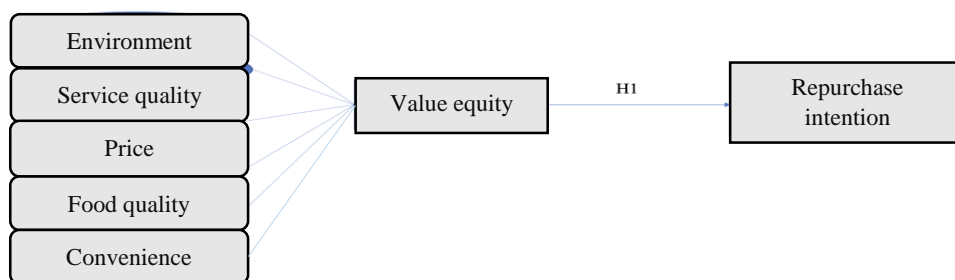 Environment
Service quality
Price
Food quality
Convenience
Value equity
H1
Repurchase
intention